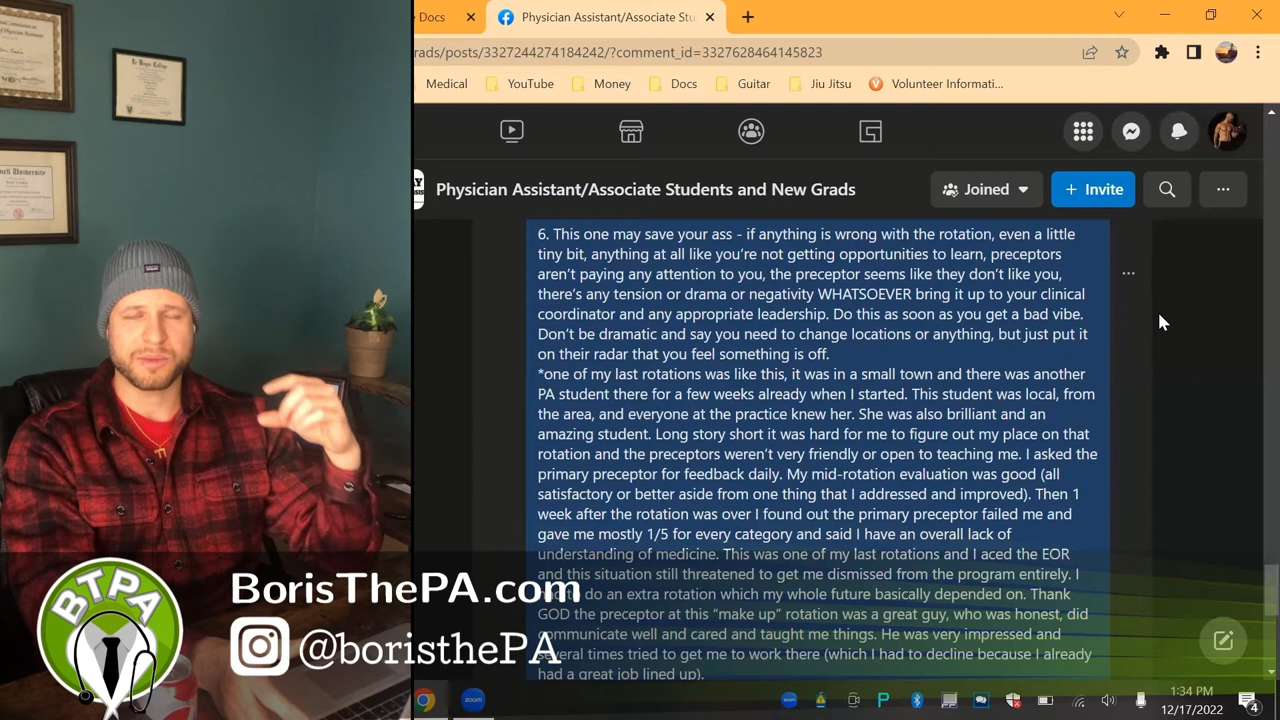 Docs
Physician Assistant/Associate Stu
rads/posts/3327244274184242/?comment_id=3327628464145823
Medical
YouTube
Money
Docs
Guitar
Jiu Jitsu
Volunteer Informati...
Le Moyne College
nell University
Physician Assistant/Associate Students and New Grads
Joined
+ Invite
6. This one may save your ass - if anything is wrong with the rotation, even a little
tiny bit, anything at all like you're not getting opportunities to learn, preceptors
aren't paying any attention to you, the preceptor seems like they don't like you,
there's any tension or drama or negativity WHATSOEVER bring it up to your clinical
coordinator and any appropriate leadership. Do this as soon as you get a bad vibe.
Don't be dramatic and say you need to change locations or anything, but just put it
on their radar that you feel something is off.
*one of my last rotations was like this, it was in a small town and there was another
PA student there for a few weeks already when I started. This student was local, from
the area, and everyone at the practice knew her. She was also brilliant and an
amazing student. Long story short it was hard for me to figure out my place on that
rotation and the preceptors weren't very friendly or open to teaching me. I asked the
primary preceptor for feedback daily. My mid-rotation evaluation was good (all
satisfactory or better aside from one thing that I addressed and improved). Then 1
week after the rotation was over I found out the primary preceptor failed me and
gave me mostly 1/5 for every category and said I have an overall lack of
understanding of medicine. This was one of my last rotations and I aced the EOR
and this situation still threatened to get me dismissed from the program entirely. I
do an extra rotation which my whole future basically depended on. Thank
GOD the preceptor at this “make up” rotation was a great guy, who was honest, did
communicate well and cared and taught me things. He was very impressed and
several times tried to get me to work there (which I had to decline because I already
had a great job lined up).
BTPA
BorisThePA.com
@boristhePA
1:34 PM
12/17/2022
4